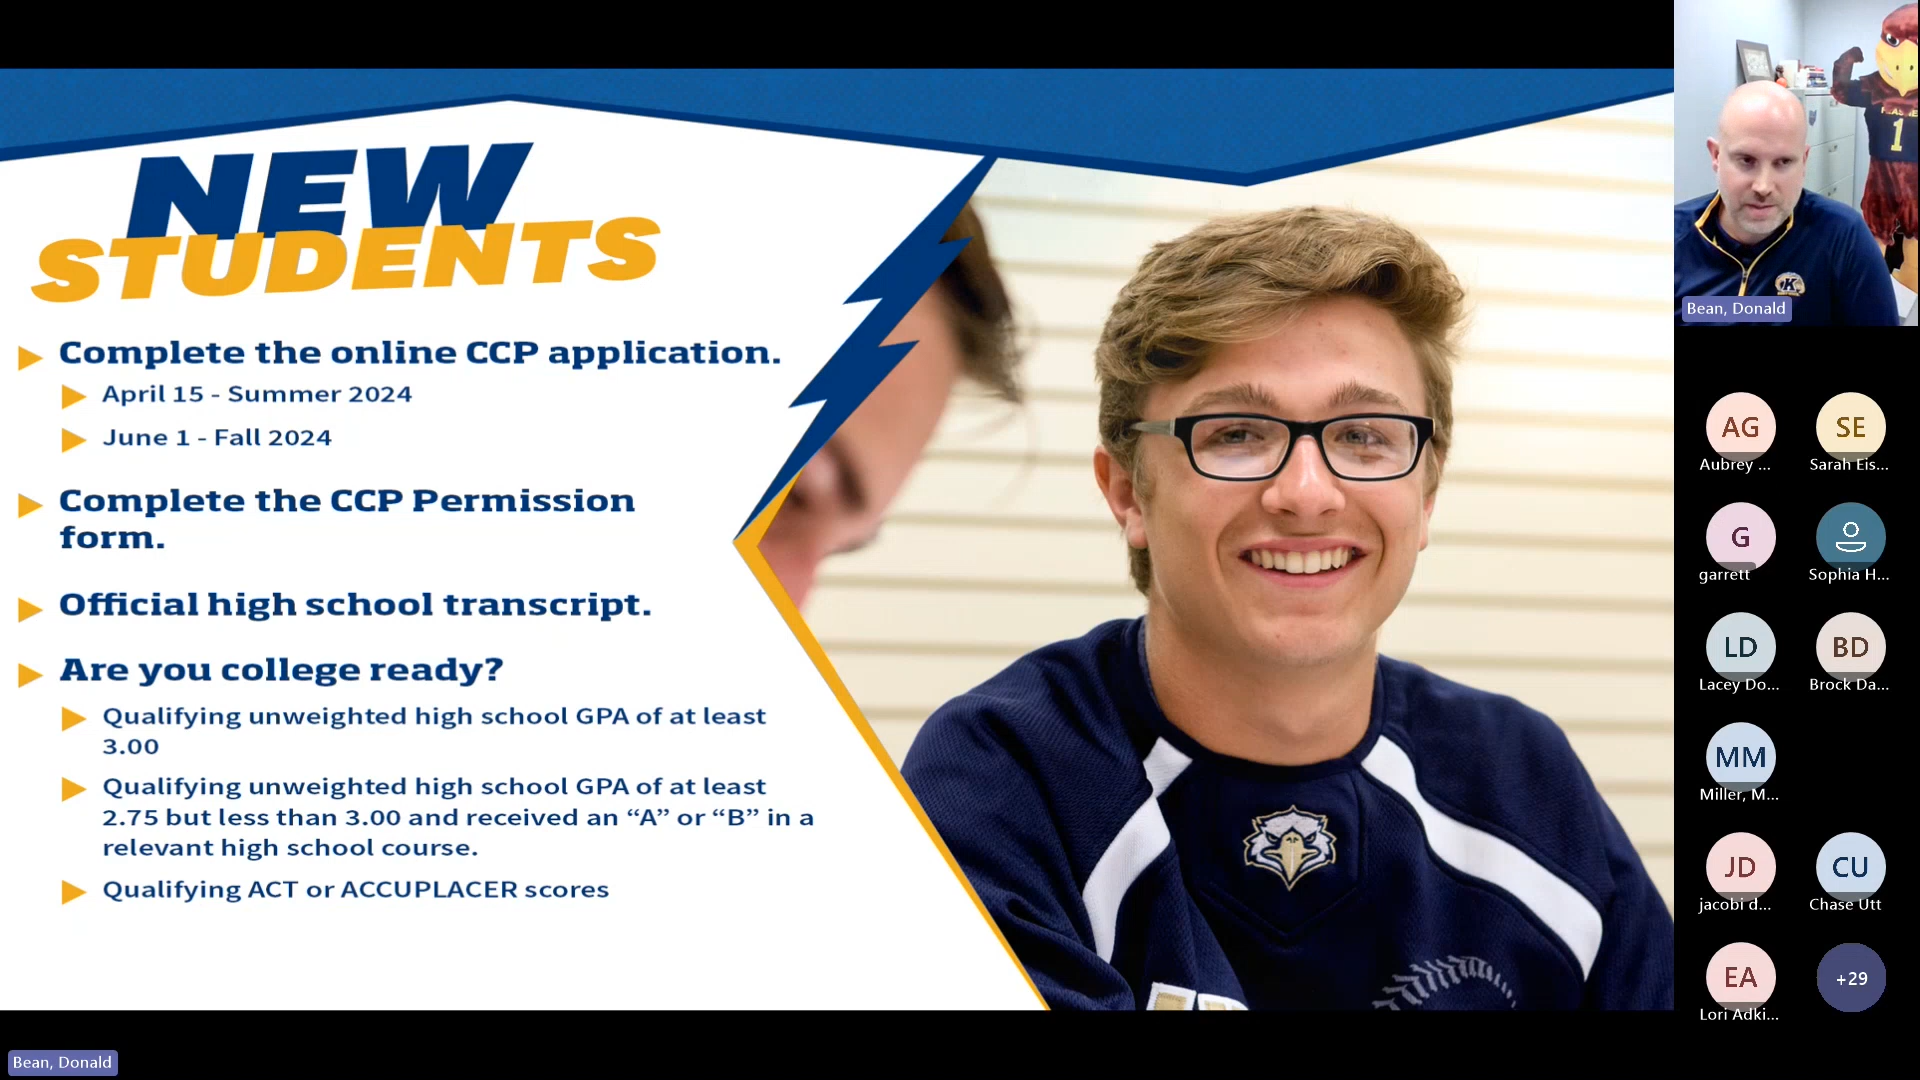 NEW
STUDENTS
Complete the online CCP application.
April 15 - Summer 2024
June 1 - Fall 2024
Complete the CCP Permission
form.
Official high school transcript.
Are you college ready?
Qualifying unweighted high school GPA of at least
3.00
Qualifying unweighted high school GPA of at least
2.75 but less than 3.00 and received an “A” or “B” in a
relevant high school course.
Qualifying ACT or ACCUPLACER scores
1
K
Bean, Donald
AG
Aubrey ...
SE
Sarah Eis...
G
garrett
Sophia H...
LD
Lacey Do...
BD
Brock Da...
MM
Miller, M...
JD
jacobi d...
CU
Chase Utt
EA
Lori Adki...
+29
Bean, Donald